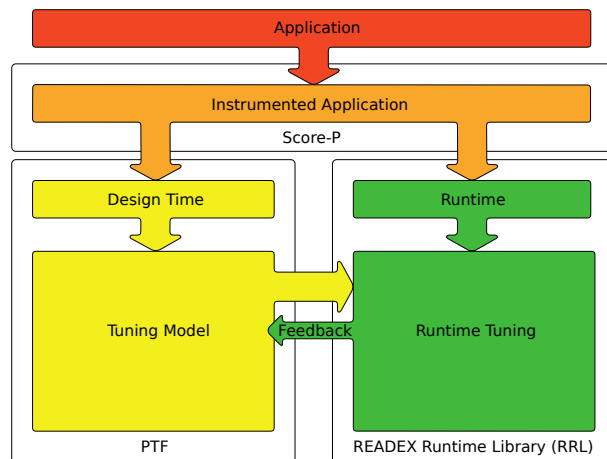 Application
Instrumented Application
Score-P
Design Time
Runtime
Tuning Model
Feedback
Runtime Tuning
PTF
READEX Runtime Library (RRL)